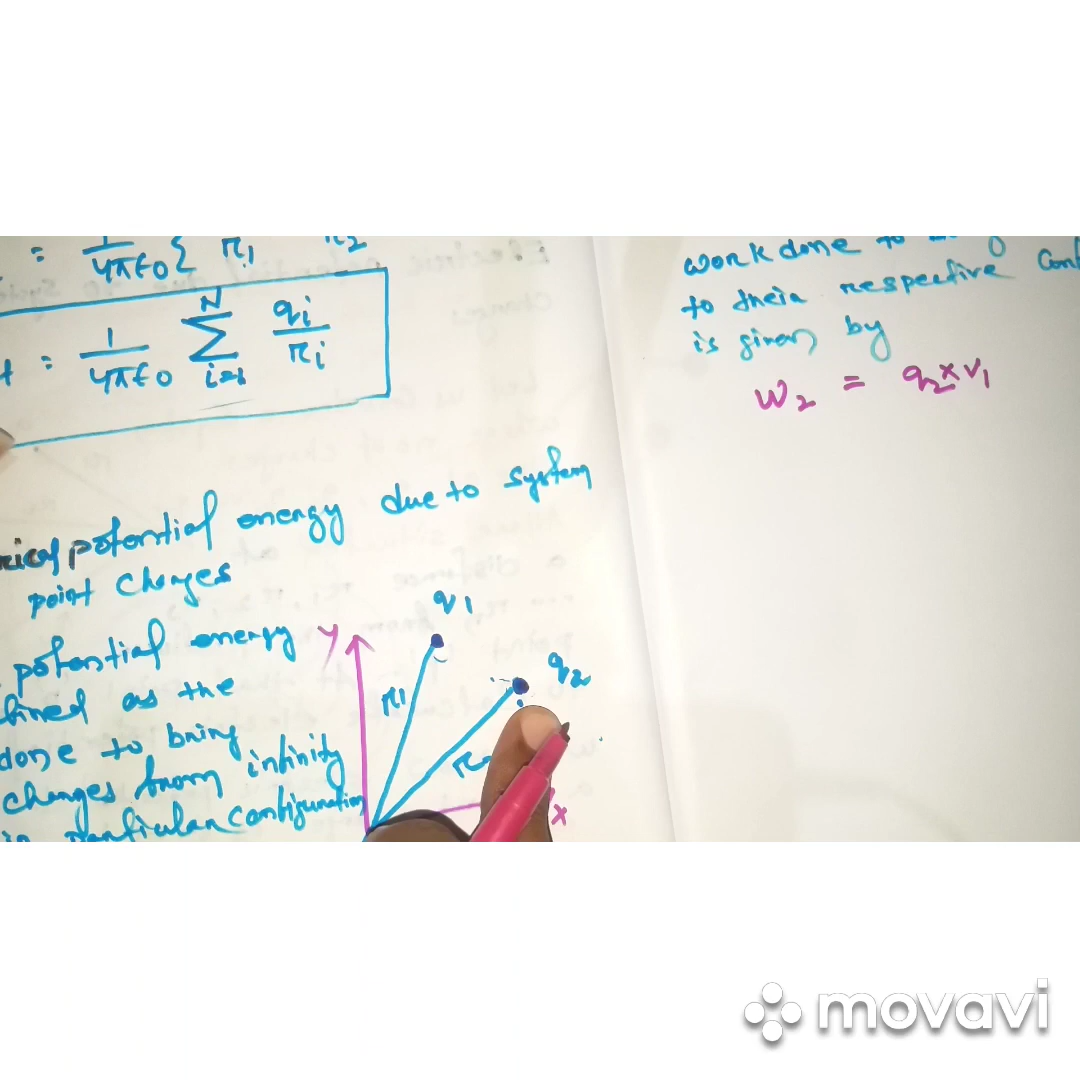 = 1/4πε0 { r1 r2
= 1/4πε0 N∑i=1 qi/ri
potential energy due to system
point charges
potential energy
as the
done to bring
charges from infinity
particular configuration
y
q1
r1
q2
x
work done to
to their respective
is given by
W2 = q2 × V1
movavi